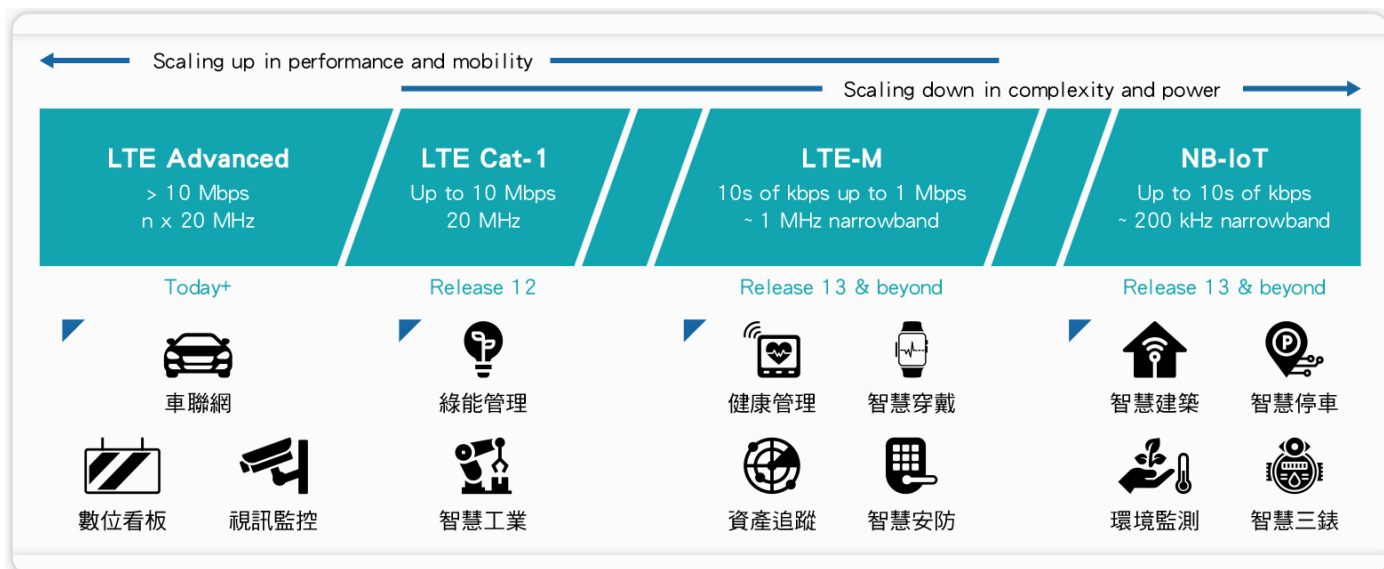 Scaling up in performance and mobility
Scaling down in complexity and power
LTE Advanced
> 10 Mbps
n x 20 MHz
LTE Cat-1
Up to 10 Mbps
20 MHz
LTE-M
10s of kbps up to 1 Mbps
~ 1 MHz narrowband
NB-IoT
Up to 10s of kbps
~ 200 kHz narrowband
Today+
Release 12
Release 13 & beyond
Release 13 & beyond
車聯網
數位看板
視訊監控
綠能管理
智慧工業
健康管理
智慧穿戴
資產追蹤
智慧安防
智慧建築
P
智慧停車
環境監測
智慧三錶